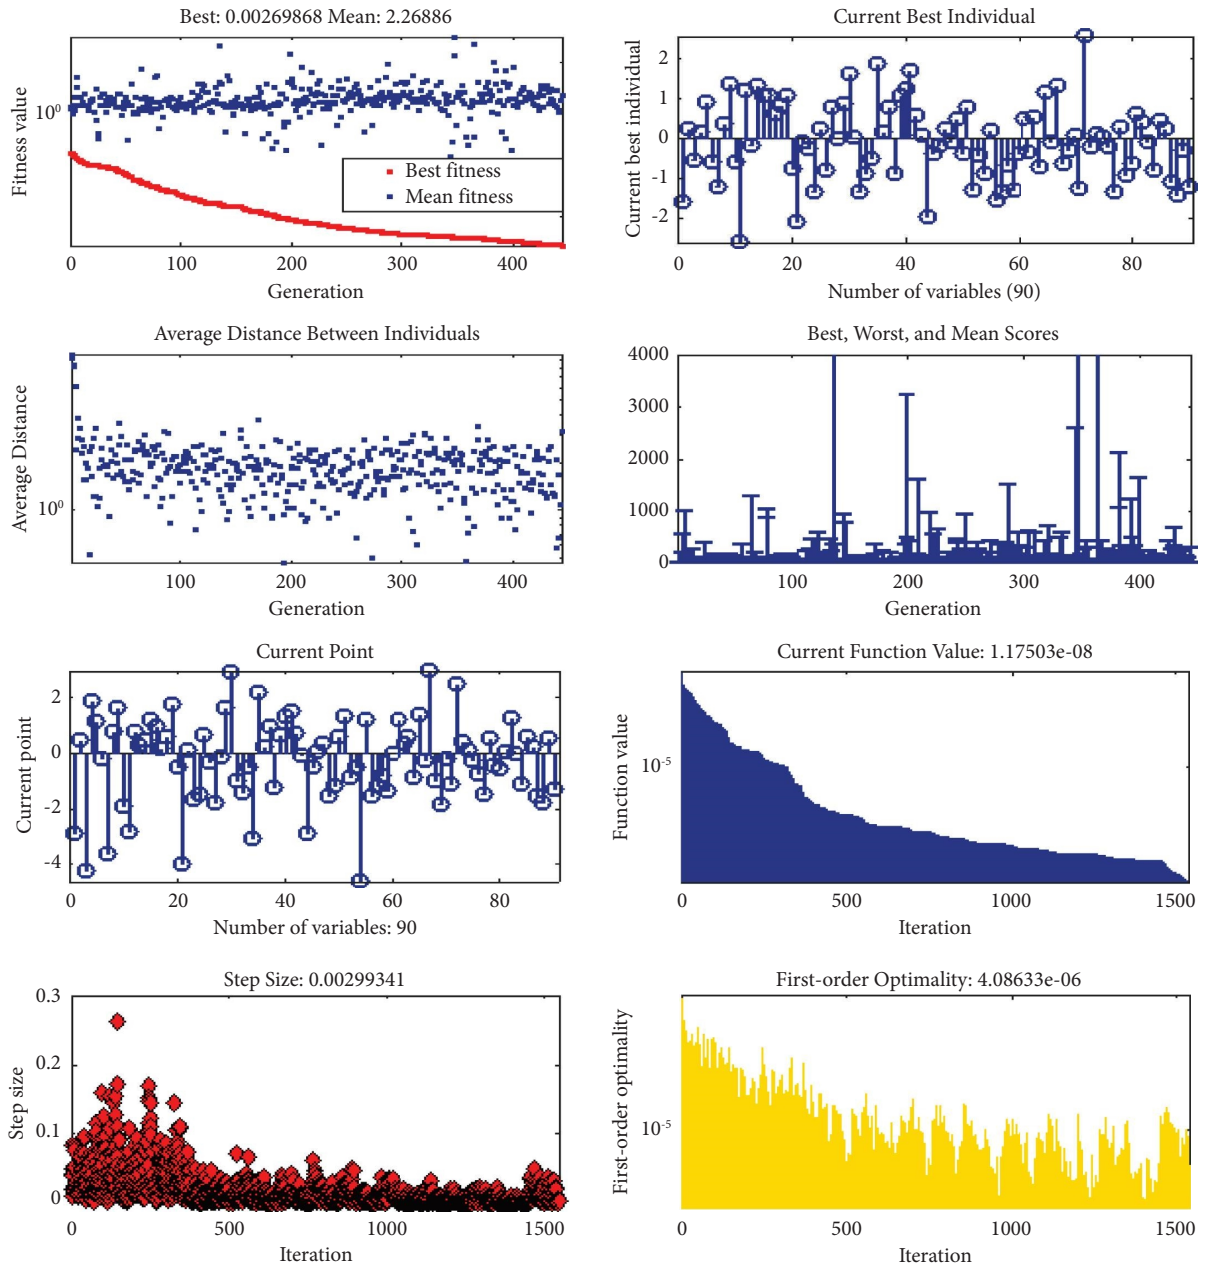 Best: 0.00269868 Mean: 2.26886
Fitness value
10⁰
Best fitness
Mean fitness
0 100 200 300 400
Generation
Current Best Individual
Current best individual
2
1
0
-1
-2
0 20 40 60 80
Number of variables (90)
Average Distance Between Individuals
Average Distance
10⁰
100 200 300 400
Generation
Best, Worst, and Mean Scores
4000
3000
2000
1000
0
100 200 300 400
Generation
Current Point
Current point
2
0
-2
-4
0 20 40 60 80
Number of variables: 90
Current Function Value: 1.17503e-08
Function value
10⁻⁵
0 500 1000 1500
Iteration
Step Size: 0.00299341
Step size
0.3
0.2
0.1
0
0 500 1000 1500
Iteration
First-order Optimality: 4.08633e-06
First-order optimality
10⁻⁵
0 500 1000 1500
Iteration